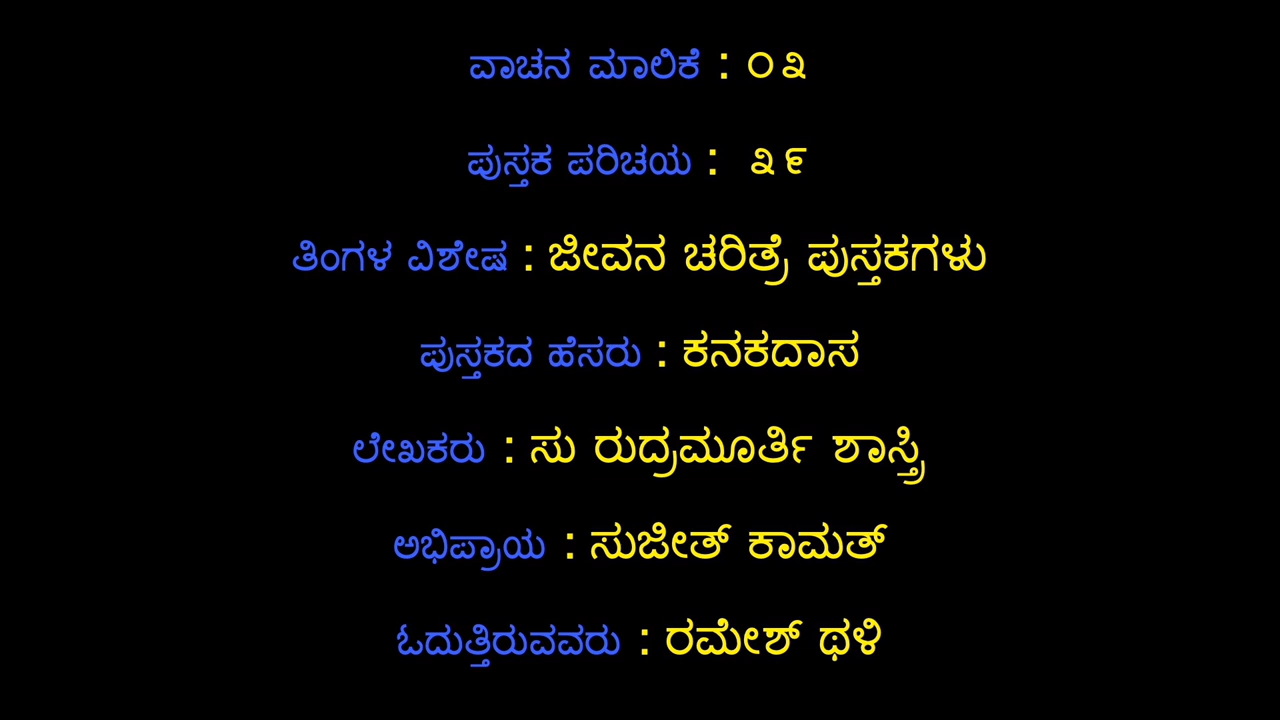 ವಾಚನ ಮಾಲಿಕೆ : ೦೩
ಪುಸ್ತಕ ಪರಿಚಯ : ೩೯
ತಿಂಗಳ ವಿಶೇಷ : ಜೀವನ ಚರಿತ್ರೆ ಪುಸ್ತಕಗಳು
ಪುಸ್ತಕದ ಹೆಸರು : ಕನಕದಾಸ
ಲೇಖಕರು : ಸು ರುದ್ರಮೂರ್ತಿ ಶಾಸ್ತ್ರಿ
ಅಭಿಪ್ರಾಯ : ಸುಜೀತ್ ಕಾಮತ್
ಓದುತ್ತಿರುವವರು : ರಮೇಶ್ ಥಳಿ